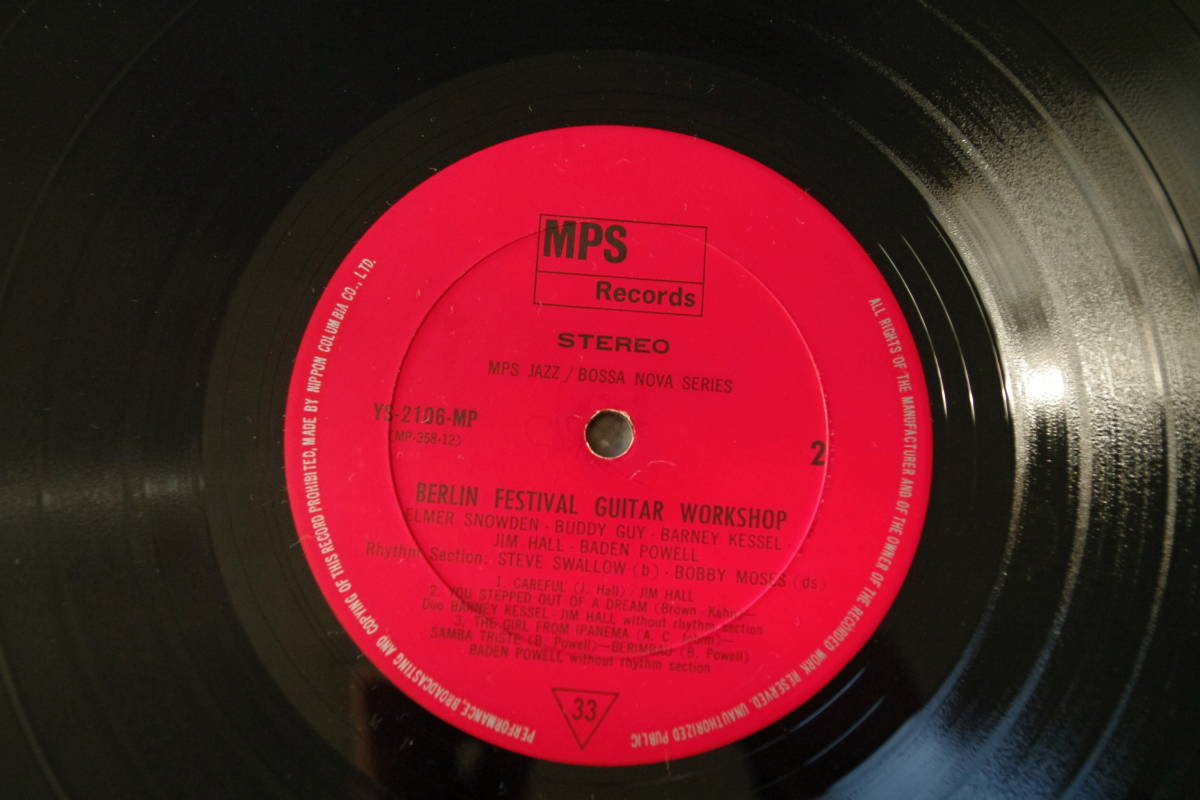 MPS
Records
STEREO
MPS JAZZ / BOSSA NOVA SERIES
YS-2106-MP
(MP-358-12)
2
BERLIN FESTIVAL GUITAR WORKSHOP
ELMER SNOWDEN · BUDDY GUY · BARNEY KESSEL
JIM HALL · BADEN POWELL
Rhythm Section: STEVE SWALLOW (b) · BOBBY MOSES (ds)
1. CAREFUL (J. Hall) / JIM HALL
2. YOU STEPPED OUT OF A DREAM (Brown-Kahn)—
Duo BARNEY KESSEL-JIM HALL without rhythm section
3. THE GIRL FROM IPANEMA (A. C. Jobim)—
SAMBA TRISTE (B. Powell)—BERIMBAU (B. Powell)
BADEN POWELL without rhythm section
33
ALL RIGHTS OF THE MANUFACTURER AND OF THE OWNER OF THE RECORDED WORK RESERVED. UNAUTHORIZED PUBLIC
PERFORMANCE, BROADCASTING AND COPYING OF THIS RECORD PROHIBITED, MADE BY NIPPON COLUMBIA CO., LTD.